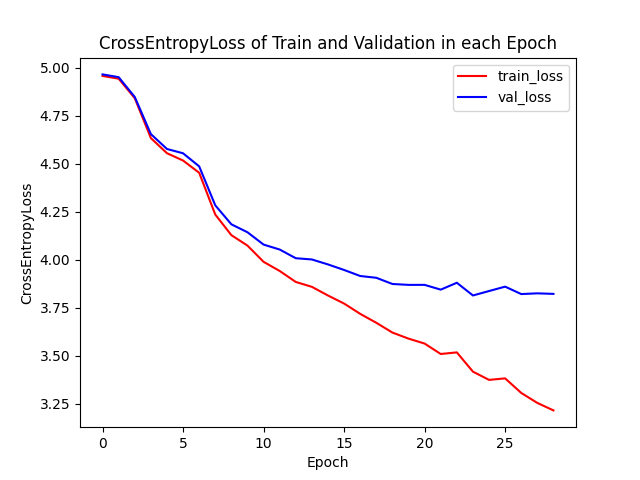 CrossEntropyLoss of Train and Validation in each Epoch
train_loss
val_loss
CrossEntropyLoss
5.00
4.75
4.50
4.25
4.00
3.75
3.50
3.25
0 5 10 15 20 25
Epoch